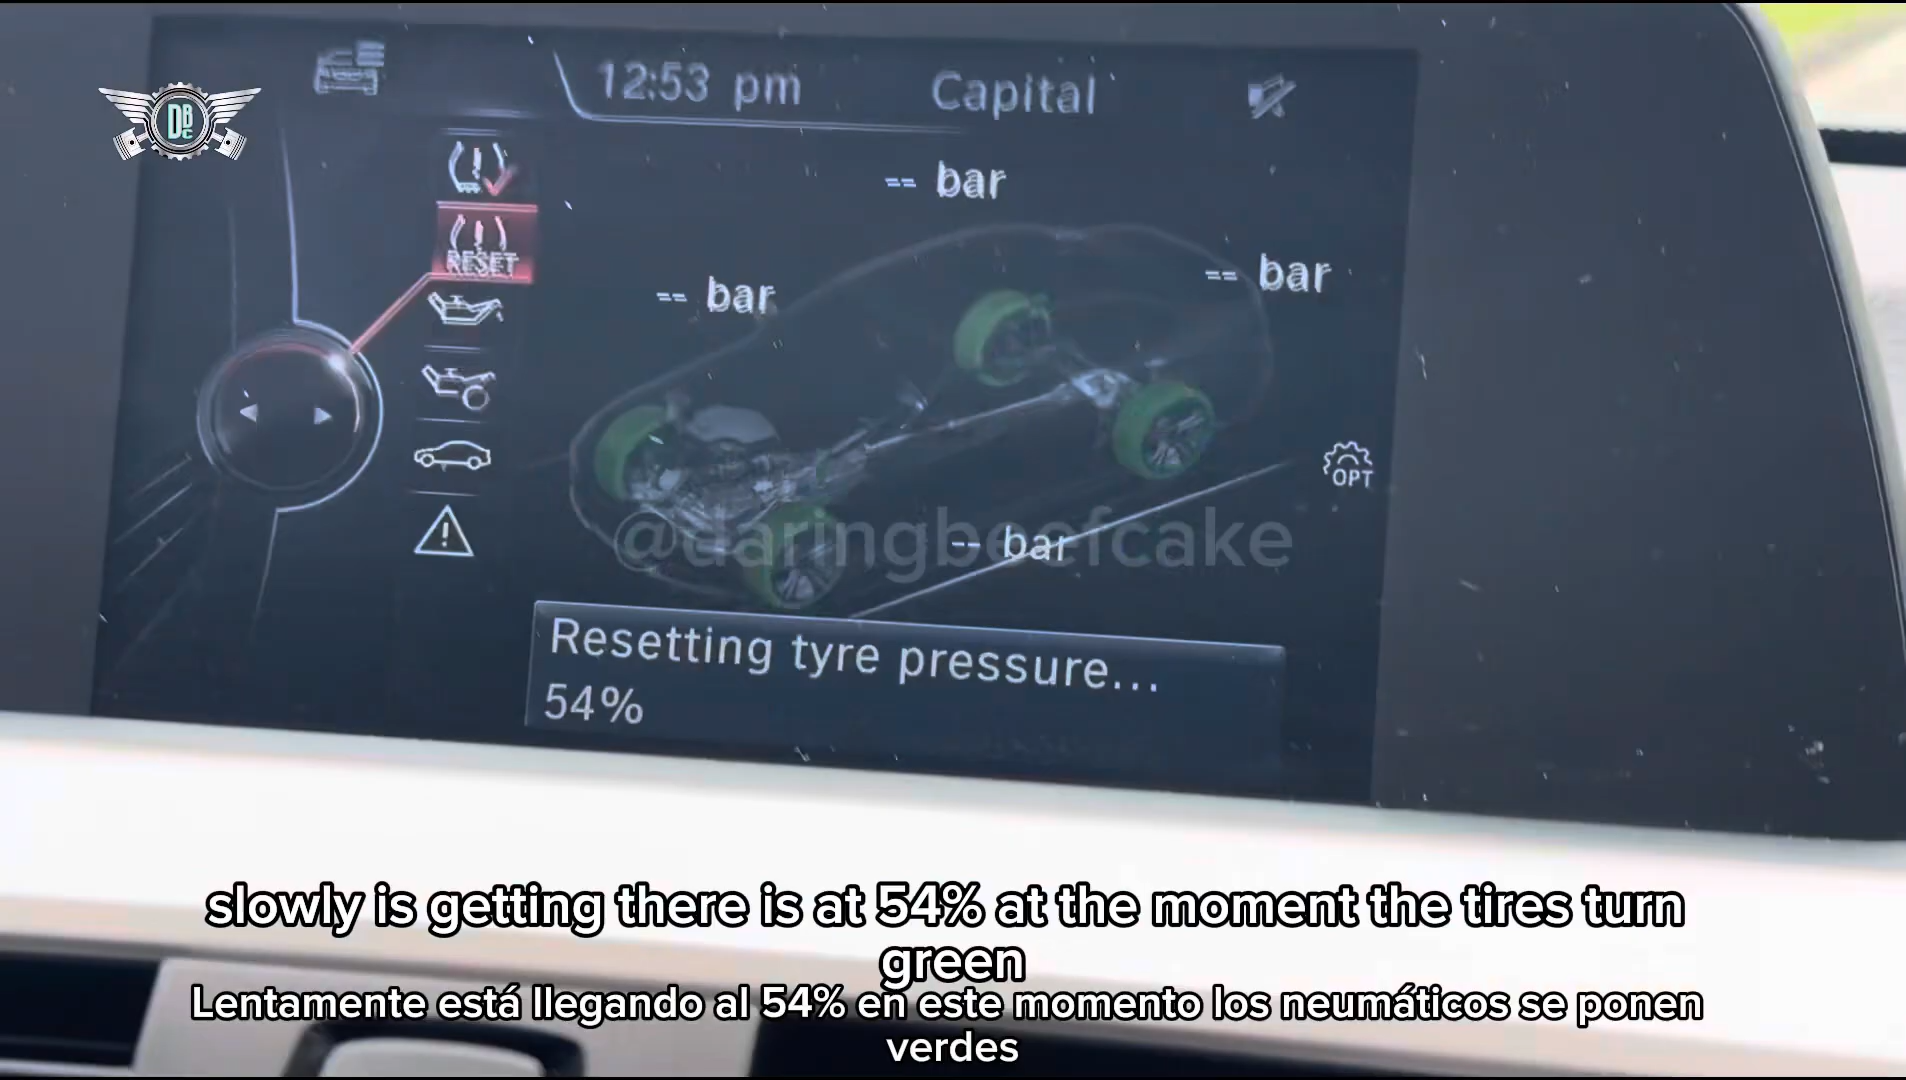 DBC
12:53 pm
Capital
-- bar
-- bar
-- bar
RESET
OPT
@daringbeefcake
-- bar
Resetting tyre pressure...
54%
slowly is getting there is at 54% at the moment the tires turn
green
Lentamente está llegando al 54% en este momento los neumáticos se ponen
verdes